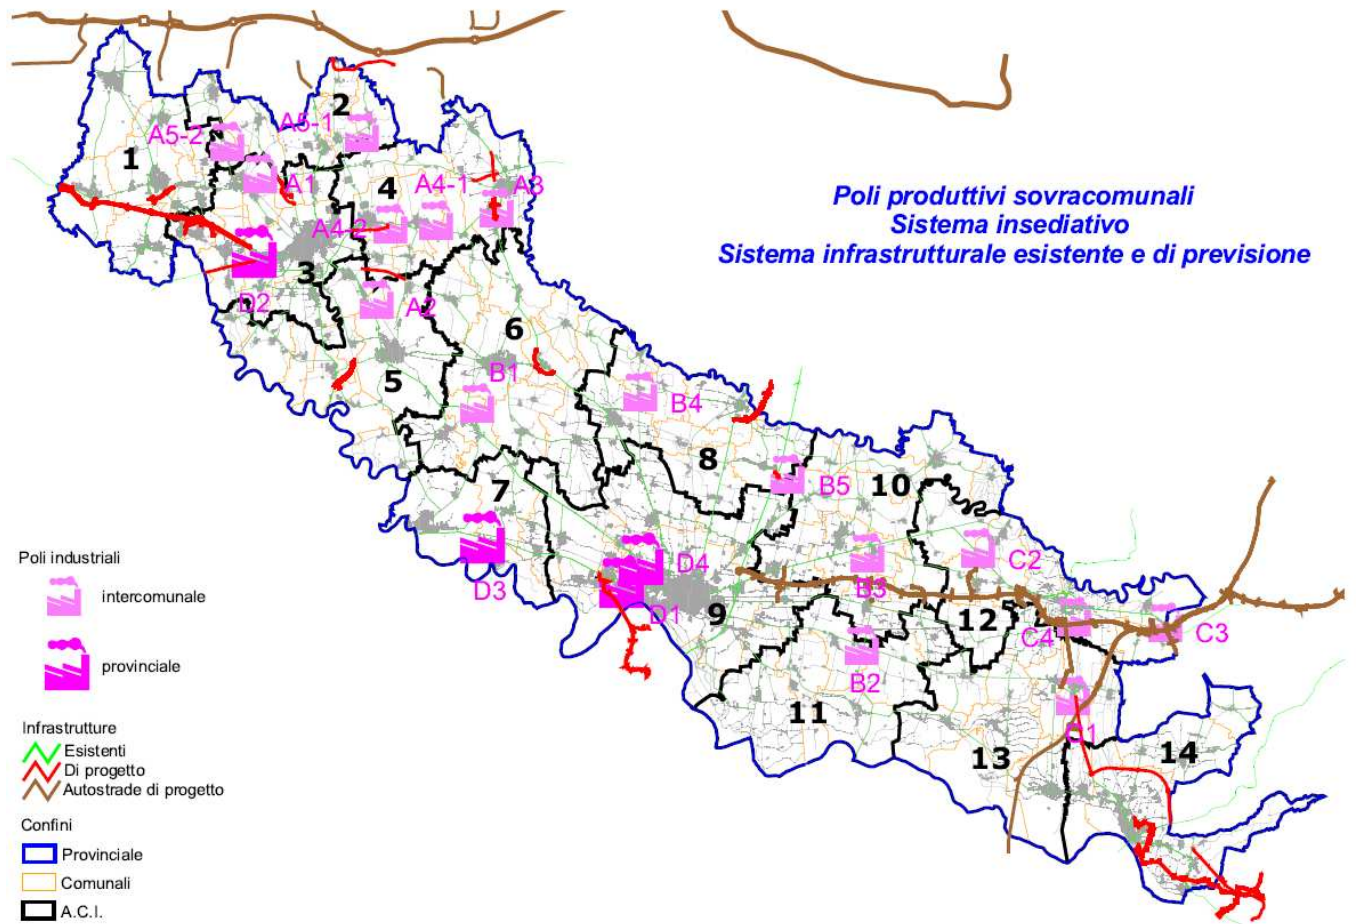 2
A5-1
A5-2
1
A1
4
A4-1
A3
Poli produttivi sovracomunali
Sistema insediativo
Sistema infrastrutturale esistente e di previsione
A4-2
3
D2
A2
6
5
B1
B4
8
B5
10
7
Poli industriali
intercomunale
provinciale
D4
D3
D1
9
B3
C2
12
C4
C3
B2
11
C1
13
14
Infrastrutture
Esistenti
Di progetto
Autostrade di progetto
Confini
Provinciale
Comunali
A.C.I.